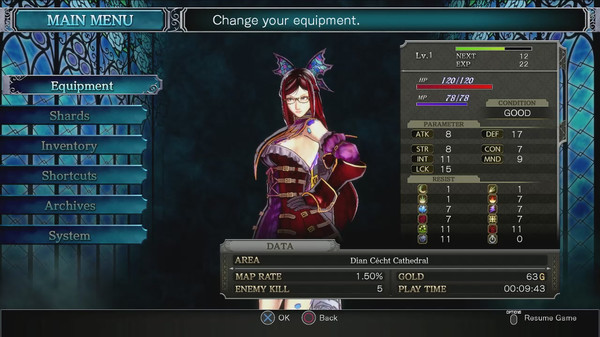 MAIN MENU
Change your equipment.
Equipment
Shards
Inventory
Shortcuts
Archives
System
Lv.1
NEXT 12
EXP 22
HP 120/120
MP 78/78
CONDITION
GOOD
PARAMETER
ATK 8 DEF 17
STR 8 CON 7
INT 11 MND 9
LCK 15
RESIST
1 1
1 1
7 7
7 7
11 11
11 0
DATA
AREA Dian Cécht Cathedral
MAP RATE 1.50% GOLD 63G
ENEMY KILL 5 PLAY TIME 00:09:43
OK Back
OPTIONS
Resume Game